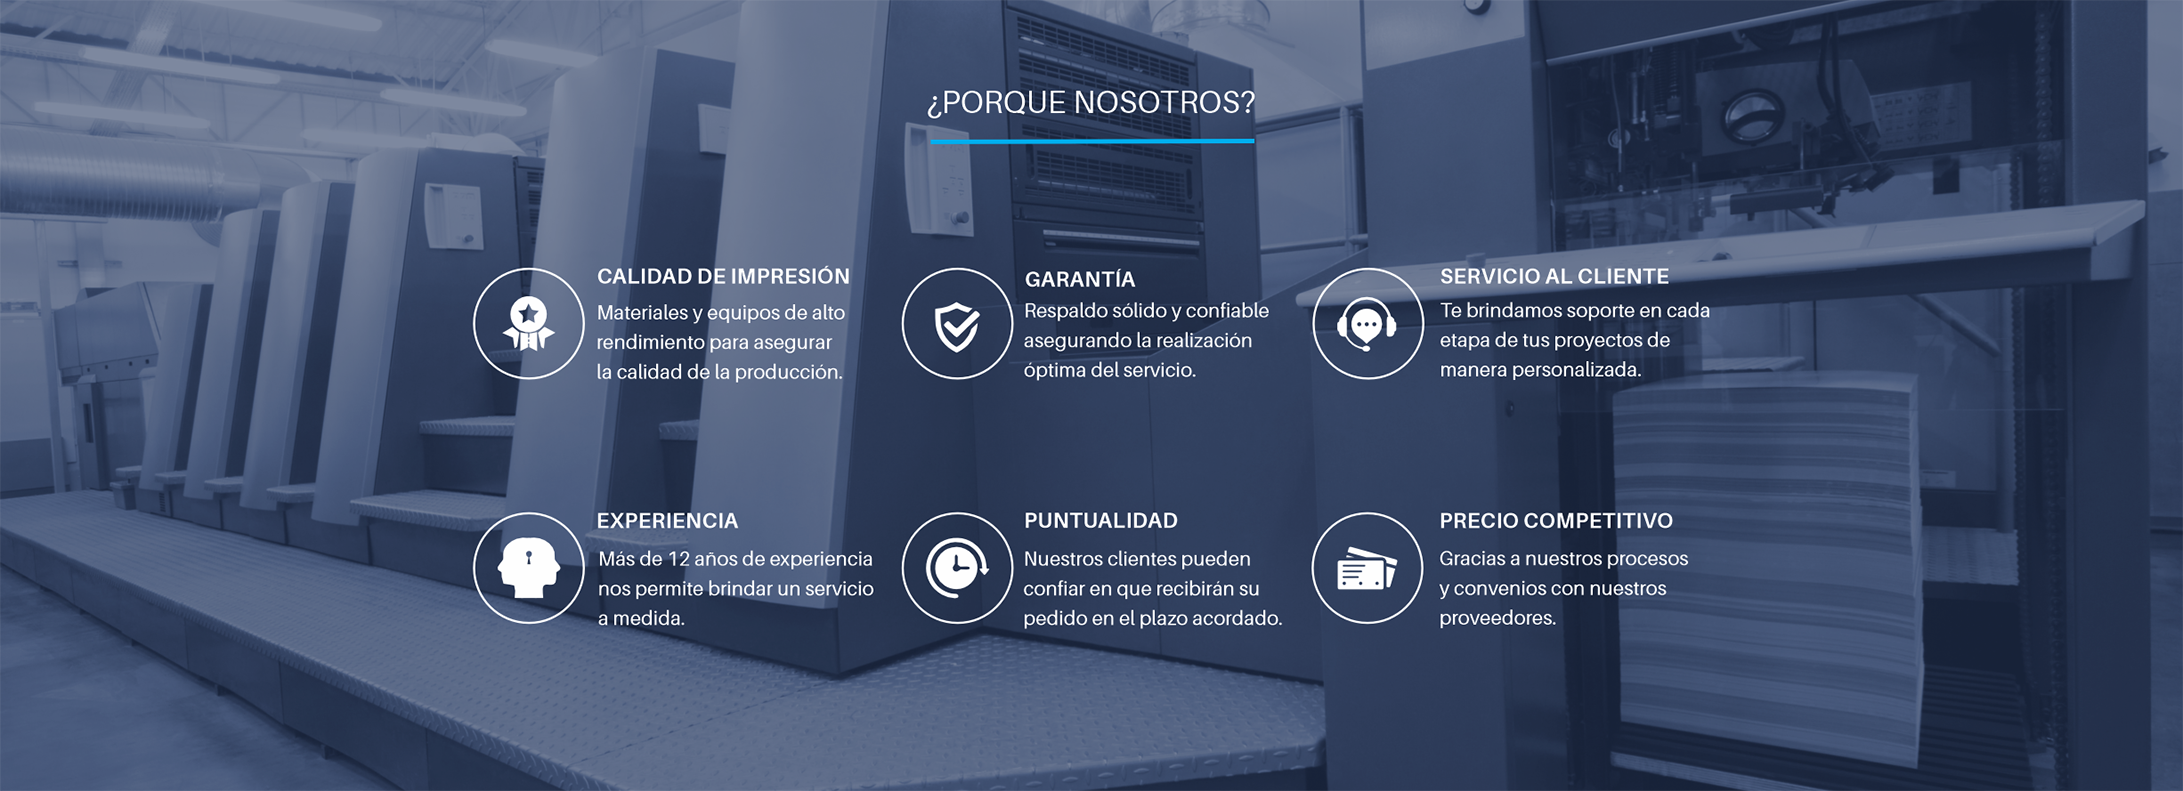 ¿PORQUE NOSOTROS?
CALIDAD DE IMPRESIÓN
Materiales y equipos de alto
rendimiento para asegurar
la calidad de la producción.
GARANTÍA
Respaldo sólido y confiable
asegurando la realización
óptima del servicio.
SERVICIO AL CLIENTE
Te brindamos soporte en cada
etapa de tus proyectos de
manera personalizada.
EXPERIENCIA
Más de 12 años de experiencia
nos permite brindar un servicio
a medida.
PUNTUALIDAD
Nuestros clientes pueden
confiar en que recibirán su
pedido en el plazo acordado.
PRECIO COMPETITIVO
Gracias a nuestros procesos
y convenios con nuestros
proveedores.